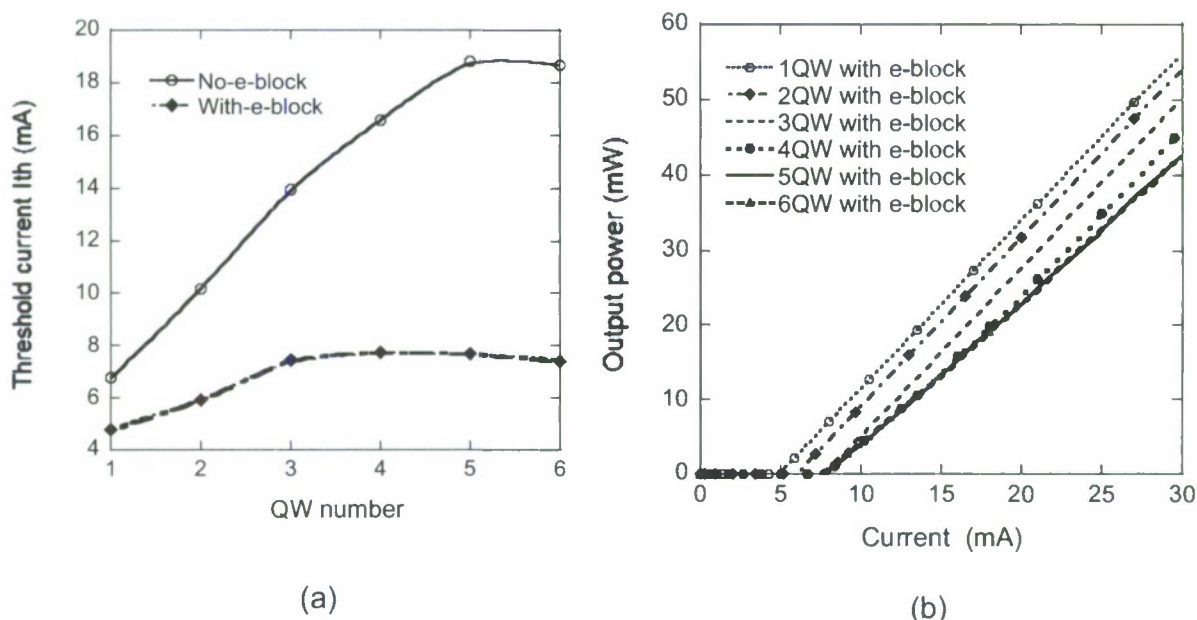 20
18
16
14
12
10
8
6
4
1
2
3
4
5
6
Threshold current Ith (mA)
QW number
No-e-block
With-e-block
(a)
60
50
40
30
20
10
0
0
5
10
15
20
25
30
Output power (mW)
Current (mA)
1QW with e-block
2QW with e-block
3QW with e-block
4QW with e-block
5QW with e-block
6QW with e-block
(b)